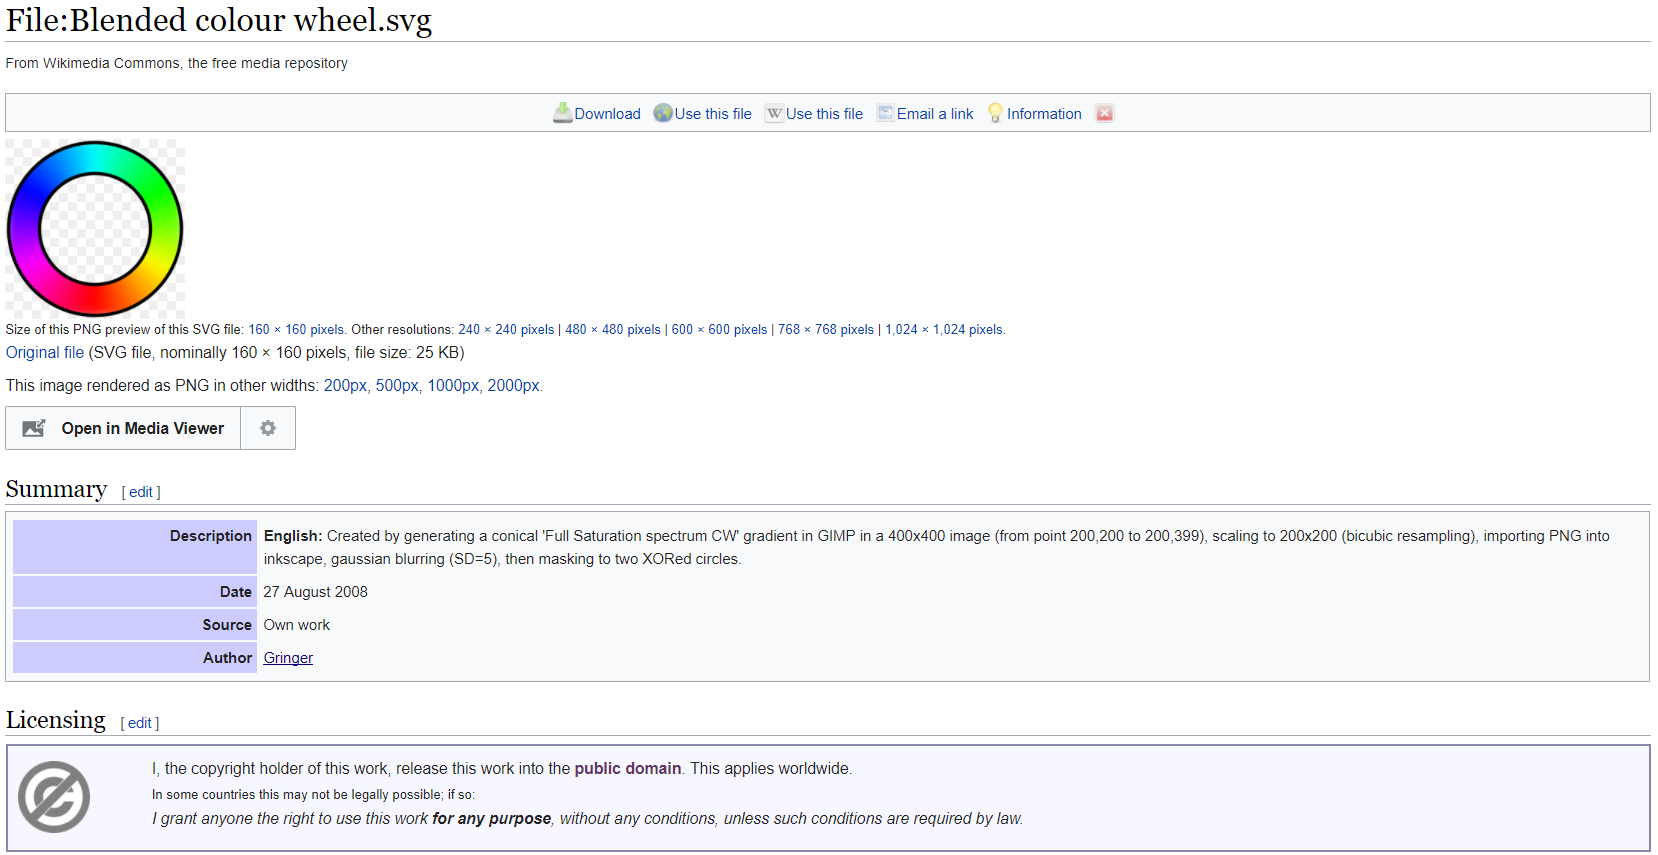 File:Blended colour wheel.svg
From Wikimedia Commons, the free media repository
Download Use this file W Use this file Email a link Information
Size of this PNG preview of this SVG file: 160 × 160 pixels. Other resolutions: 240 × 240 pixels | 480 × 480 pixels | 600 × 600 pixels | 768 × 768 pixels | 1,024 × 1,024 pixels.
Original file (SVG file, nominally 160 × 160 pixels, file size: 25 KB)
This image rendered as PNG in other widths: 200px, 500px, 1000px, 2000px.
Open in Media Viewer
Summary [ edit ]
Description English: Created by generating a conical 'Full Saturation spectrum CW' gradient in GIMP in a 400x400 image (from point 200,200 to 200,399), scaling to 200x200 (bicubic resampling), importing PNG into
inkscape, gaussian blurring (SD=5), then masking to two XORed circles.
Date 27 August 2008
Source Own work
Author Gringer
Licensing [ edit ]
I, the copyright holder of this work, release this work into the public domain. This applies worldwide.
In some countries this may not be legally possible; if so:
I grant anyone the right to use this work for any purpose, without any conditions, unless such conditions are required by law.